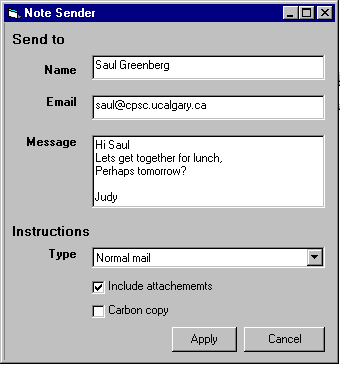 Note Sender
Send to
Name
Saul Greenberg
Email
saul@cpsc.ucalgary.ca
Message
Hi Saul
Lets get together for lunch,
Perhaps tomorrow?
Judy
Instructions
Type
Normal mail
Include attachememts
Carbon copy
Apply
Cancel